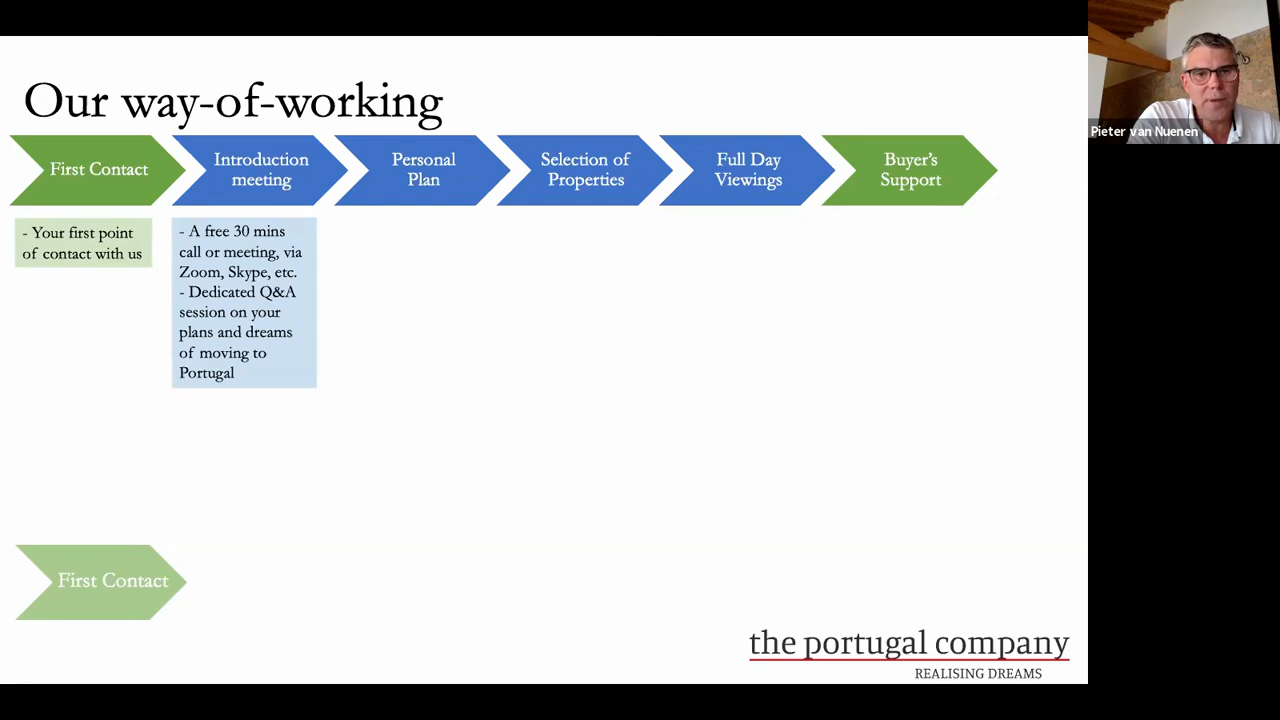 Our way-of-working
First Contact
Introduction
meeting
Personal
Plan
Selection of
Properties
Full Day
Viewings
Buyer's
Support
- Your first point
of contact with us
- A free 30 mins
call or meeting, via
Zoom, Skype, etc.
- Dedicated Q&A
session on your
plans and dreams
of moving to
Portugal
First Contact
the portugal company
REALISING DREAMS
Pieter van Nuenen